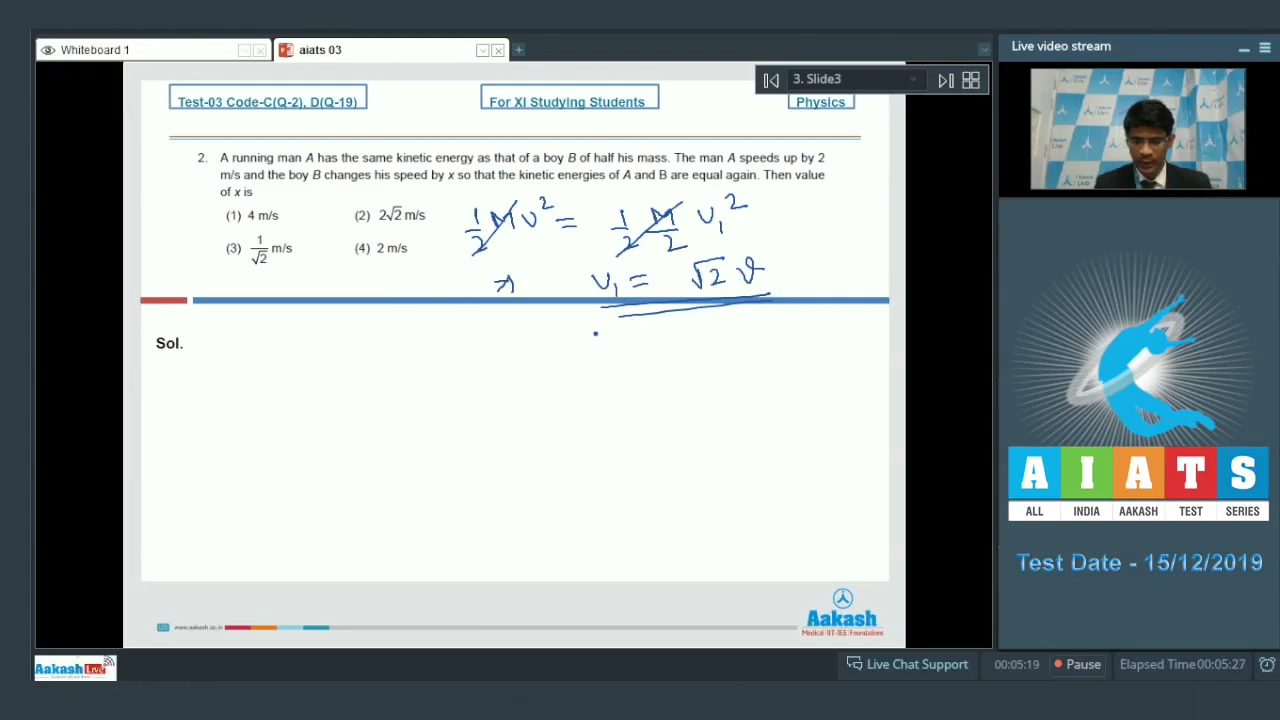 Whiteboard 1
aiats 03
Live video stream
3. Slide3
Test-03 Code-C(Q-2), D(Q-19)
For XI Studying Students
Physics
2. A running man A has the same kinetic energy as that of a boy B of half his mass. The man A speeds up by 2
m/s and the boy B changes his speed by x so that the kinetic energies of A and B are equal again. Then value
of x is
(1) 4 m/s
(2) 2√2 m/s
(3) 1/√2 m/s
(4) 2 m/s
1/2 Mv² = 1/2 M/2 v₁²
⇒ v₁ = √2 v
Sol.
www.aakash.ac.in
Aakash
Medical|IIT-JEE|Foundations
A I A T S
ALL INDIA AAKASH TEST SERIES
Test Date - 15/12/2019
Aakash Live
Live Chat Support
00:05:19
Pause
Elapsed Time 00:05:27